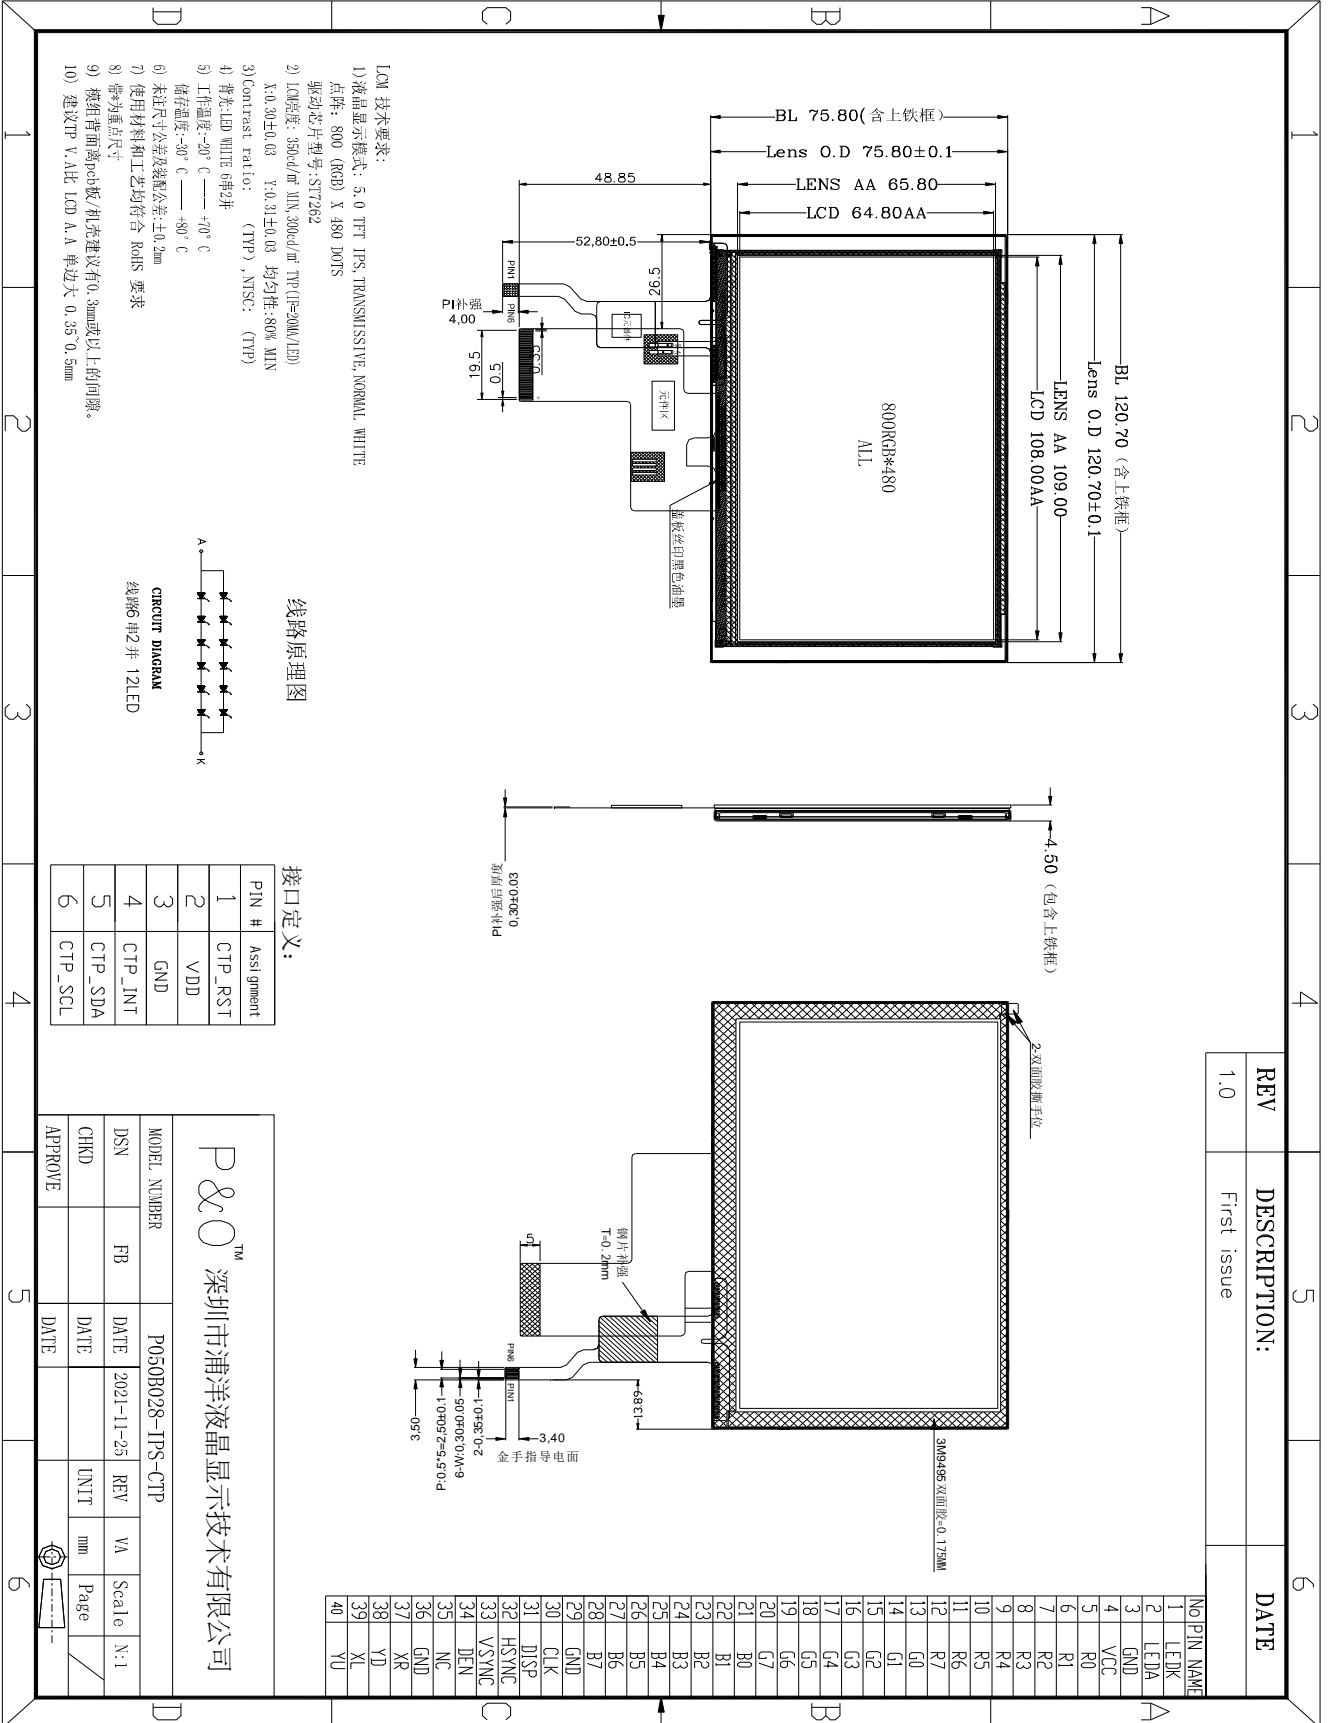 REV DESCRIPTION: DATE
1.0 First issue
BL 120.70 (含上铁框)
Lens O.D 120.70±0.1
LENS AA 109.00
LCD 108.00AA
BL 75.80(含上铁框)
Lens O.D 75.80±0.1
LENS AA 65.80
LCD 64.80AA
48.85
52,80±0.5
26.5
800RGB*480
ALL
PIN1
PIN6
PI补强
4,00
19.5
0.5
元件区
盖板丝印黑色油墨
4.50 (包含上铁框)
0,30±0.03
2-双面胶撕手位
3M9495双面胶=0.175MM
钢片补强
T=0.2mm
5
13.89
PIN6
PIN1
3,40
金手指导电面
2-0,35±0.1
6-W:0,30±0.05
P:0.5*5=2,50±0.1
3,50
LCM 技术要求:
1)液晶显示模式: 5.0 TFT IPS,TRANSMISSIVE,NORMAL WHITE
点阵: 800 (RGB) X 480 DOTS
驱动芯片型号:ST7262
2) LCM亮度: 350cd/m² MIN,300cd/m² TYP(IF=20MA/LED)
X:0.30±0.03 Y:0.31±0.03 均匀性:80% MIN
3)Contrast ratio: (TYP),NTSC: (TYP)
4) 背光:LED WHITE 6串2并
5) 工作温度:-20°C —— +70°C
储存温度:-30°C —— +80°C
6) 未注尺寸公差及装配公差:±0.2mm
7) 使用材料和工艺均符合 RoHS 要求
8) 带*为重点尺寸
9) 模组背面离pcb板/机壳建议有0.3mm或以上的间隙。
10) 建议TP V.A比 LCD A.A 单边大 0.35~0.5mm
线路原理图
A
K
CIRCUIT DIAGRAM
线路6串2并 12LED
接口定义:
PIN # Assignment
1 CTP_RST
2 VDD
3 GND
4 CTP_INT
5 CTP_SDA
6 CTP_SCL
No PIN NAME
1 LEDK
2 LEDA
3 GND
4 VCC
5 R0
6 R1
7 R2
8 R3
9 R4
10 R5
11 R6
12 R7
13 G0
14 G1
15 G2
16 G3
17 G4
18 G5
19 G6
20 G7
21 B0
22 B1
23 B2
24 B3
25 B4
26 B5
27 B6
28 B7
29 GND
30 CLK
31 DISP
32 HSYNC
33 VSYNC
34 DEN
35 NC
36 GND
37 XR
38 YD
39 XL
40 YU
P&O™ 深圳市浦洋液晶显示技术有限公司
MODEL NUMBER P050B028-IPS-CTP
DSN FB DATE 2021-11-25 REV VA Scale N:1
CHKD DATE UNIT mm Page
APPROVE DATE
1 2 3 4 5 6
1 2 3 4 5 6
A B C D
A B C D